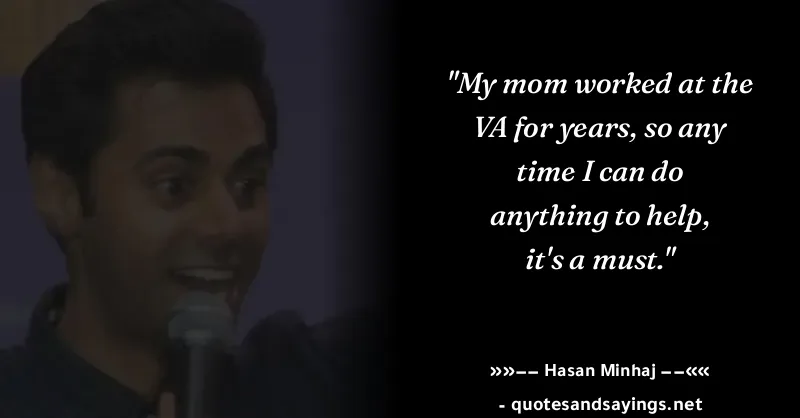 "My mom worked at the
VA for years, so any
time I can do
anything to help,
it's a must."
»»–– Hasan Minhaj ––««
- quotesandsayings.net